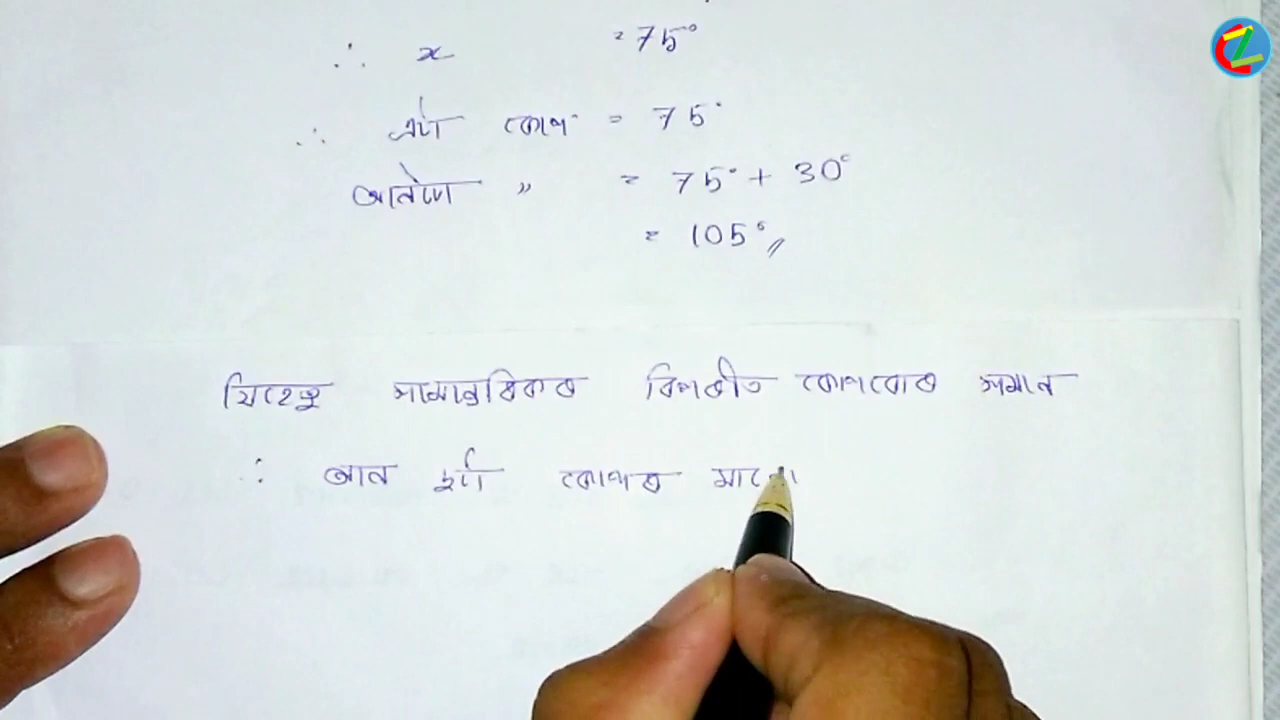 ∴ x = 75°
∴ এটা কোণ = 75°
আনটো " = 75° + 30°
= 105°
যিহেতু সামান্তৰিকৰ বিপৰীত কোণবোৰ সমান
∴ আন দুটা কোণৰ মা